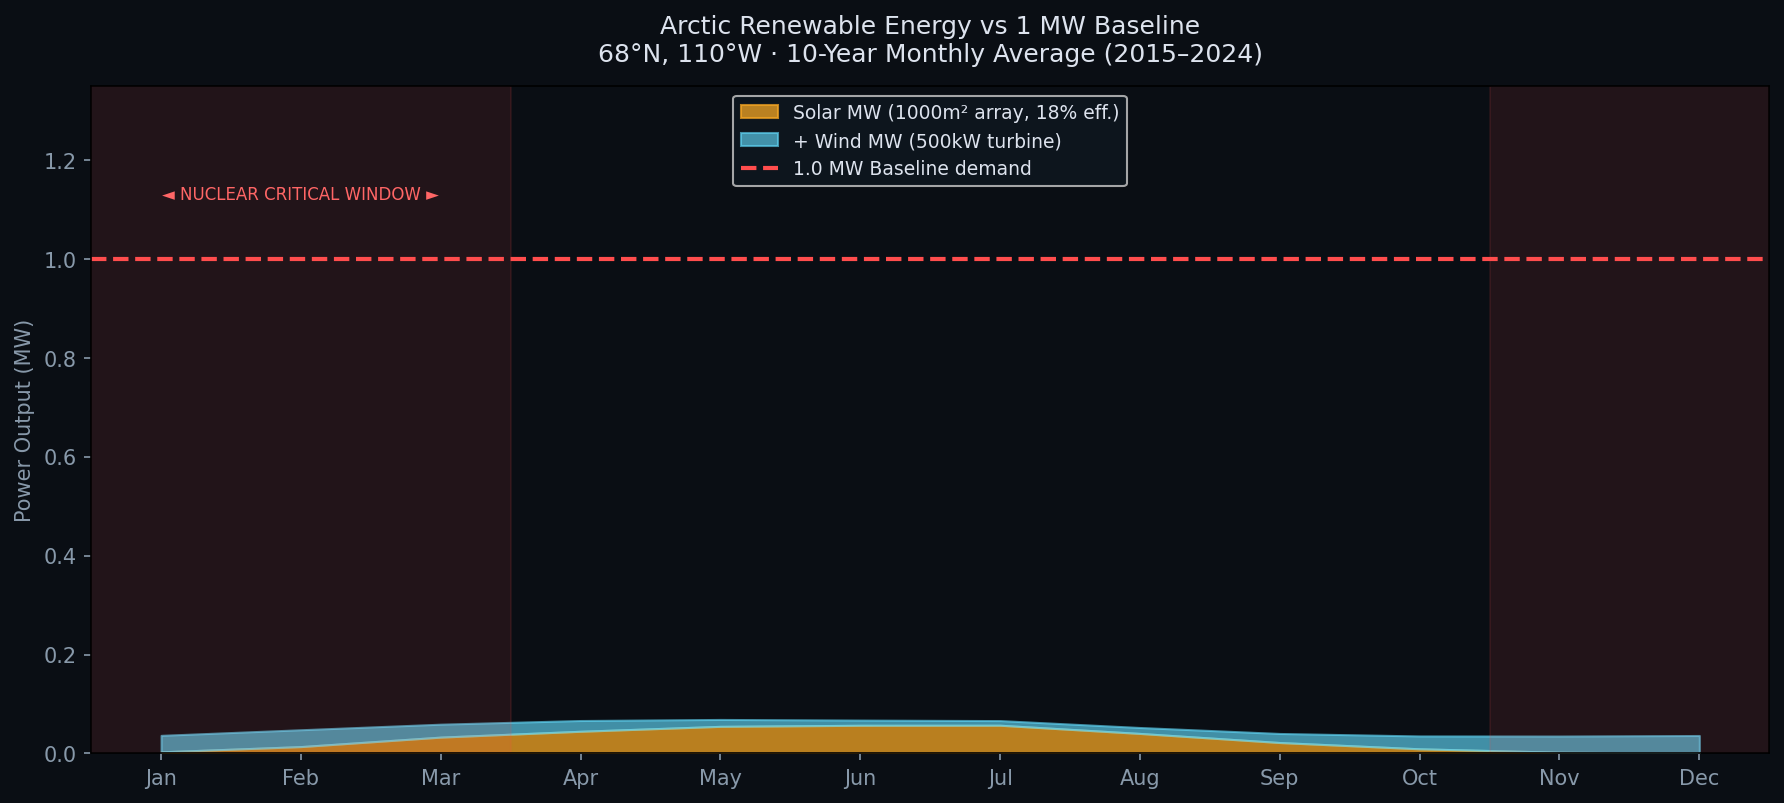 Arctic Renewable Energy vs 1 MW Baseline
68°N, 110°W · 10-Year Monthly Average (2015–2024)
Solar MW (1000m² array, 18% eff.)
+ Wind MW (500kW turbine)
1.0 MW Baseline demand
◄ NUCLEAR CRITICAL WINDOW ►
Power Output (MW)
1.2
1.0
0.8
0.6
0.4
0.2
0.0
Jan Feb Mar Apr May Jun Jul Aug Sep Oct Nov Dec